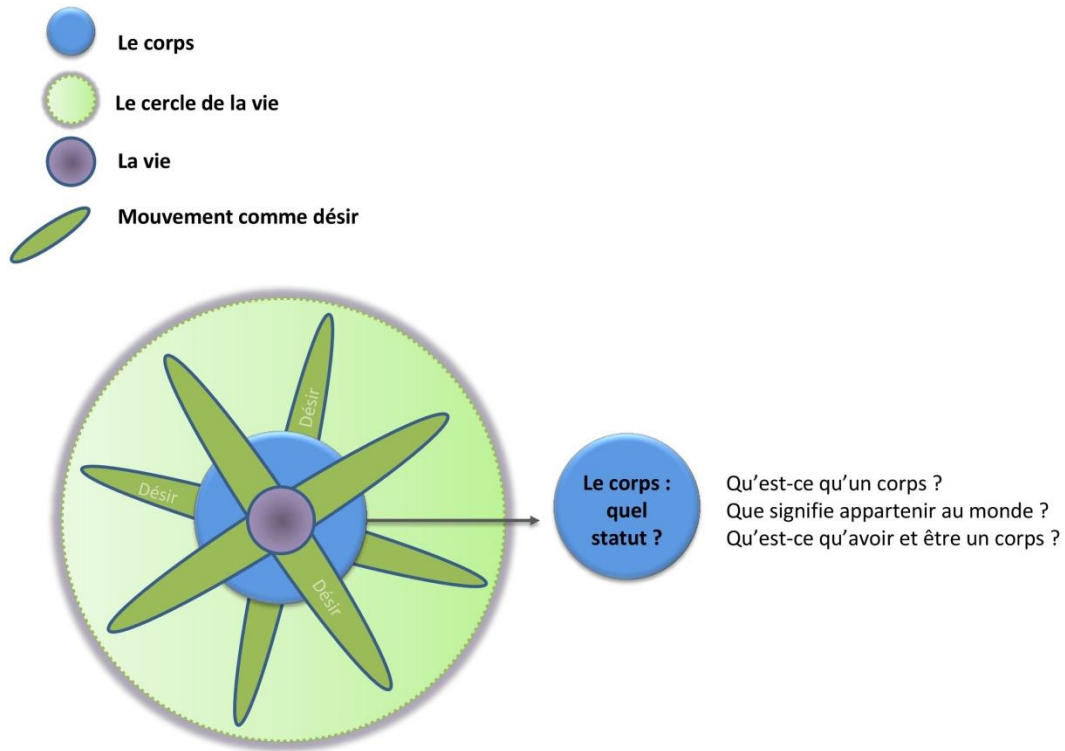 Le corps
Le cercle de la vie
La vie
Mouvement comme désir
Désir
Désir
Désir
Le corps :
quel
statut ?
Qu’est-ce qu’un corps ?
Que signifie appartenir au monde ?
Qu’est-ce qu’avoir et être un corps ?